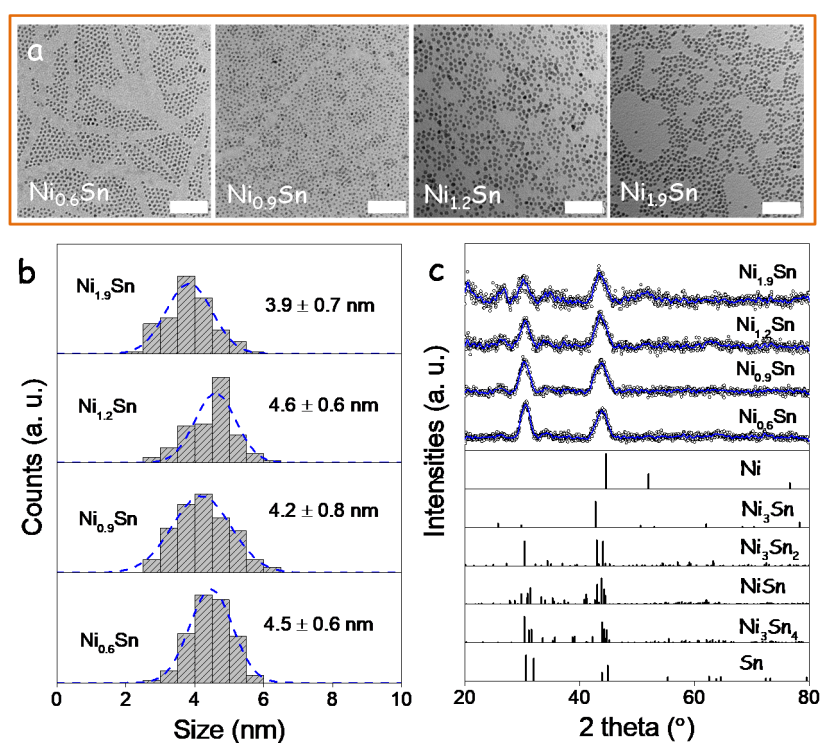 a
Ni0.6Sn
Ni0.9Sn
Ni1.2Sn
Ni1.9Sn
b
Counts (a. u.)
Ni1.9Sn
3.9 ± 0.7 nm
Ni1.2Sn
4.6 ± 0.6 nm
Ni0.9Sn
4.2 ± 0.8 nm
Ni0.6Sn
4.5 ± 0.6 nm
0 2 4 6 8 10
Size (nm)
c
Intensities (a. u.)
Ni1.9Sn
Ni1.2Sn
Ni0.9Sn
Ni0.6Sn
Ni
Ni3Sn
Ni3Sn2
NiSn
Ni3Sn4
Sn
20 40 60 80
2 theta (°)